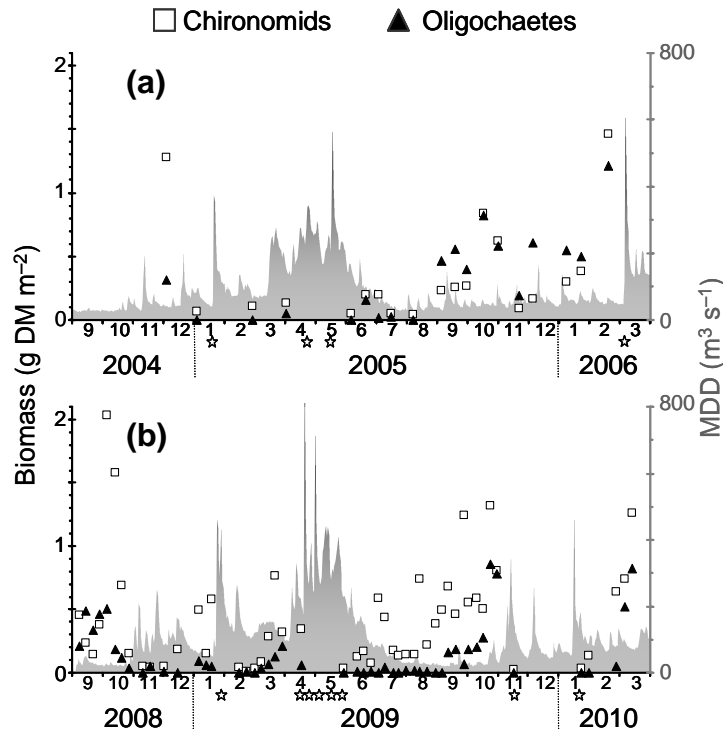 □ Chironomids ▲ Oligochaetes
(a)
2
1
0
800
0
9 10 11 12 1 2 3 4 5 6 7 8 9 10 11 12 1 2 3
☆ ☆ ☆ ☆
2004 2005 2006
Biomass (g DM m⁻²)
MDD (m³ s⁻¹)
(b)
2
1
0
800
0
9 10 11 12 1 2 3 4 5 6 7 8 9 10 11 12 1 2 3
☆ ☆☆☆☆☆ ☆ ☆
2008 2009 2010